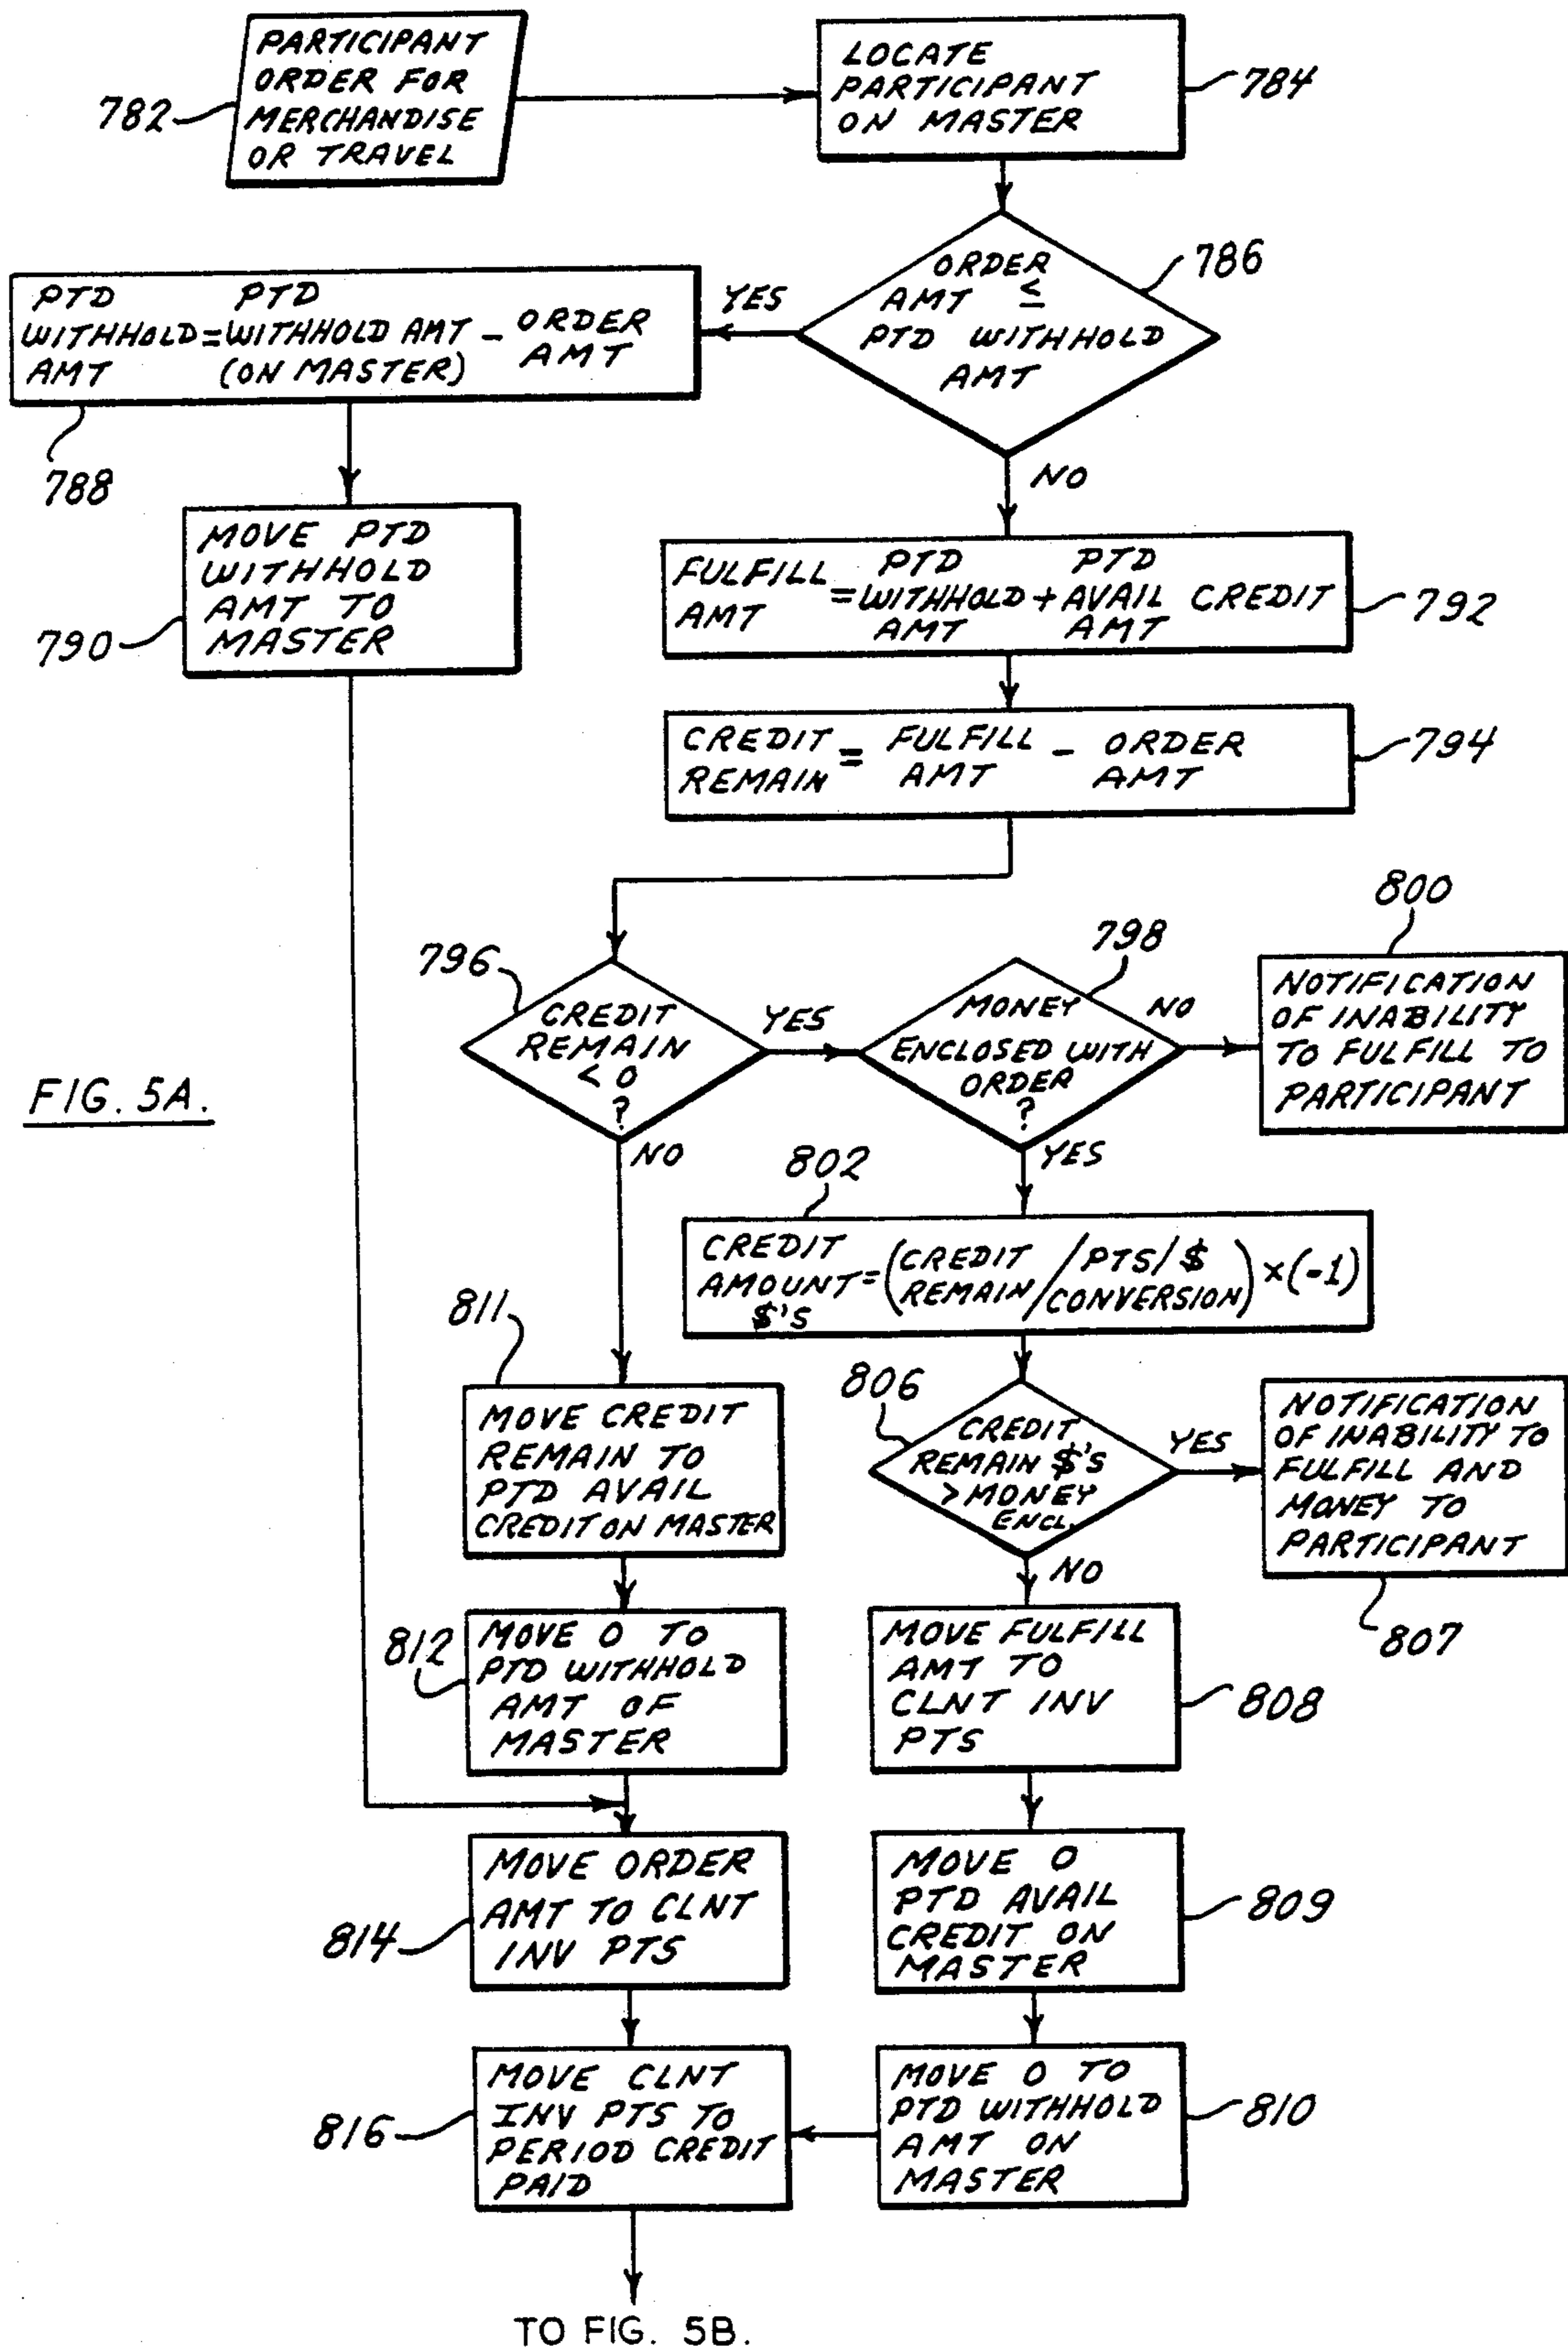 PARTICIPANT
ORDER FOR
MERCHANDISE
OR TRAVEL
782
LOCATE
PARTICIPANT
ON MASTER
784
ORDER
AMT ≤
PTD WITHHOLD
AMT
786
YES
NO
PTD PTD
WITHHOLD=WITHHOLD AMT - ORDER
AMT (ON MASTER) AMT
788
MOVE PTD
WITHHOLD
AMT TO
MASTER
790
PTD PTD
FULFILL = WITHHOLD + AVAIL CREDIT
AMT AMT AMT
792
CREDIT = FULFILL - ORDER
REMAIN AMT AMT
794
796
CREDIT
REMAIN
< 0
?
YES
NO
798
MONEY
ENCLOSED WITH
ORDER
?
NO
YES
800
NOTIFICATION
OF INABILITY
TO FULFILL TO
PARTICIPANT
FIG. 5A.
802
CREDIT
AMOUNT = (CREDIT REMAIN / PTS/$ CONVERSION) × (-1)
$'S
811
MOVE CREDIT
REMAIN TO
PTD AVAIL
CREDIT ON MASTER
806
CREDIT
REMAIN $'S
> MONEY
ENCL.
YES
NO
NOTIFICATION
OF INABILITY TO
FULFILL AND
MONEY TO
PARTICIPANT
807
812
MOVE 0 TO
PTD WITHHOLD
AMT OF
MASTER
MOVE FULFILL
AMT TO
CLNT INV
PTS
808
MOVE ORDER
AMT TO CLNT
INV PTS
814
MOVE 0
PTD AVAIL
CREDIT ON
MASTER
809
MOVE CLNT
INV PTS TO
PERIOD CREDIT
PAID
816
MOVE 0 TO
PTD WITHHOLD
AMT ON
MASTER
810
TO FIG. 5B.